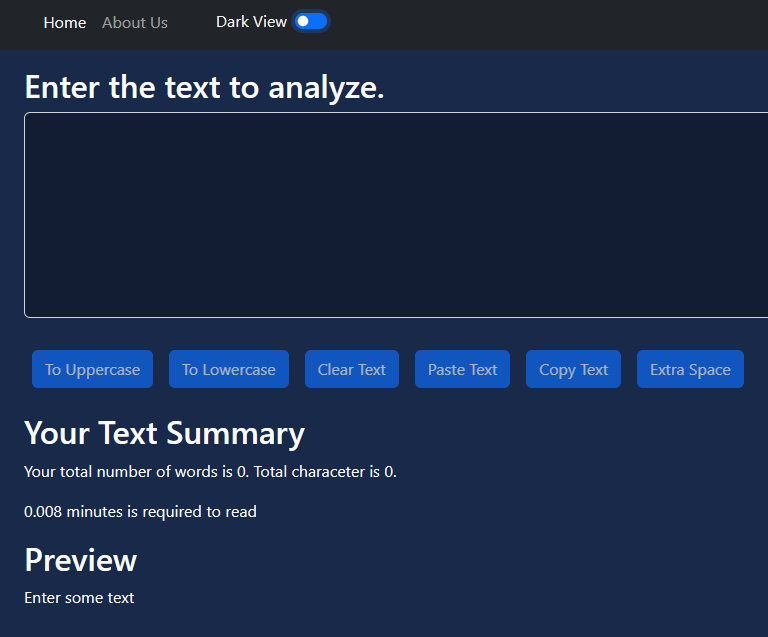 Home About Us Dark View
Enter the text to analyze.
To Uppercase To Lowercase Clear Text Paste Text Copy Text Extra Space
Your Text Summary
Your total number of words is 0. Total characeter is 0.
0.008 minutes is required to read
Preview
Enter some text